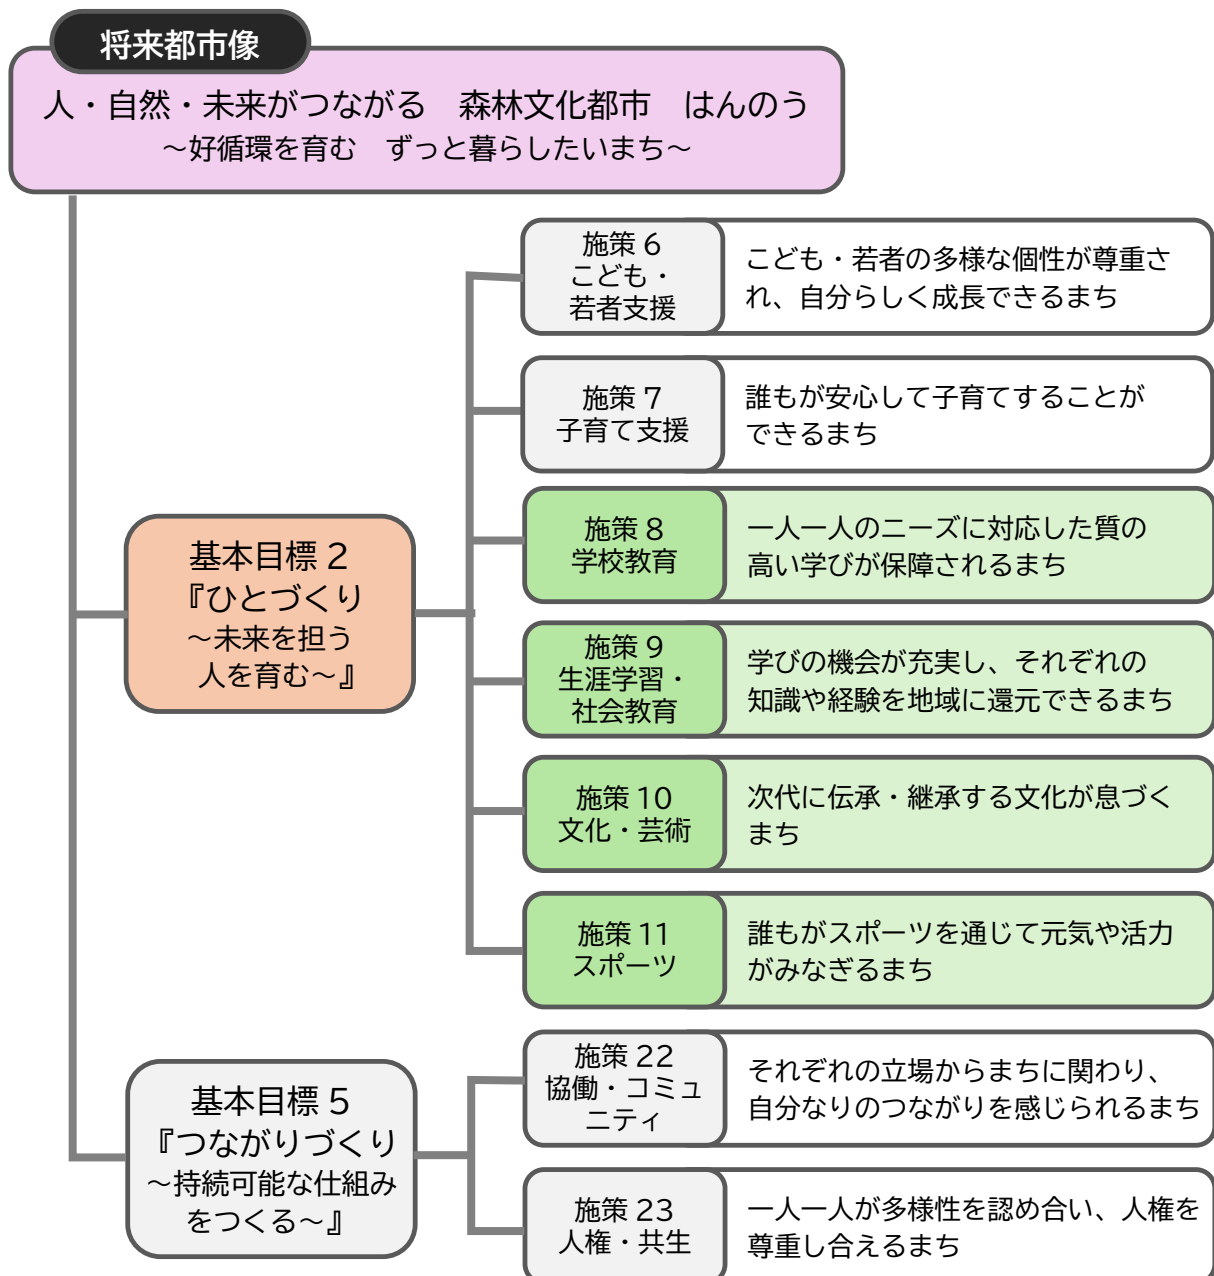 将来都市像
人・自然・未来がつながる　森林文化都市　はんのう
～好循環を育む　ずっと暮らしたいまち～
施策 6
こども・
若者支援
こども・若者の多様な個性が尊重さ
れ、自分らしく成長できるまち
施策 7
子育て支援
誰もが安心して子育てすることが
できるまち
基本目標 2
『ひとづくり
～未来を担う
人を育む～』
施策 8
学校教育
一人一人のニーズに対応した質の
高い学びが保障されるまち
施策 9
生涯学習・
社会教育
学びの機会が充実し、それぞれの
知識や経験を地域に還元できるまち
施策 10
文化・芸術
次代に伝承・継承する文化が息づく
まち
施策 11
スポーツ
誰もがスポーツを通じて元気や活力
がみなぎるまち
基本目標 5
『つながりづくり
～持続可能な仕組み
をつくる～』
施策 22
協働・コミュ
ニティ
それぞれの立場からまちに関わり、
自分なりのつながりを感じられるまち
施策 23
人権・共生
一人一人が多様性を認め合い、人権を
尊重し合えるまち